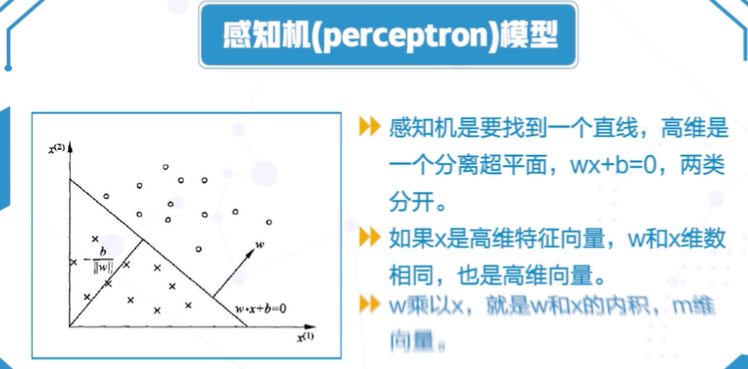 感知机(perceptron)模型
x(2)
w
-b/||w||
w·x+b=0
x(1)
感知机是要找到一个直线，高维是
一个分离超平面，wx+b=0，两类
分开。
如果x是高维特征向量，w和x维数
相同，也是高维向量。
w乘以x，就是w和x的内积，m维
向量。